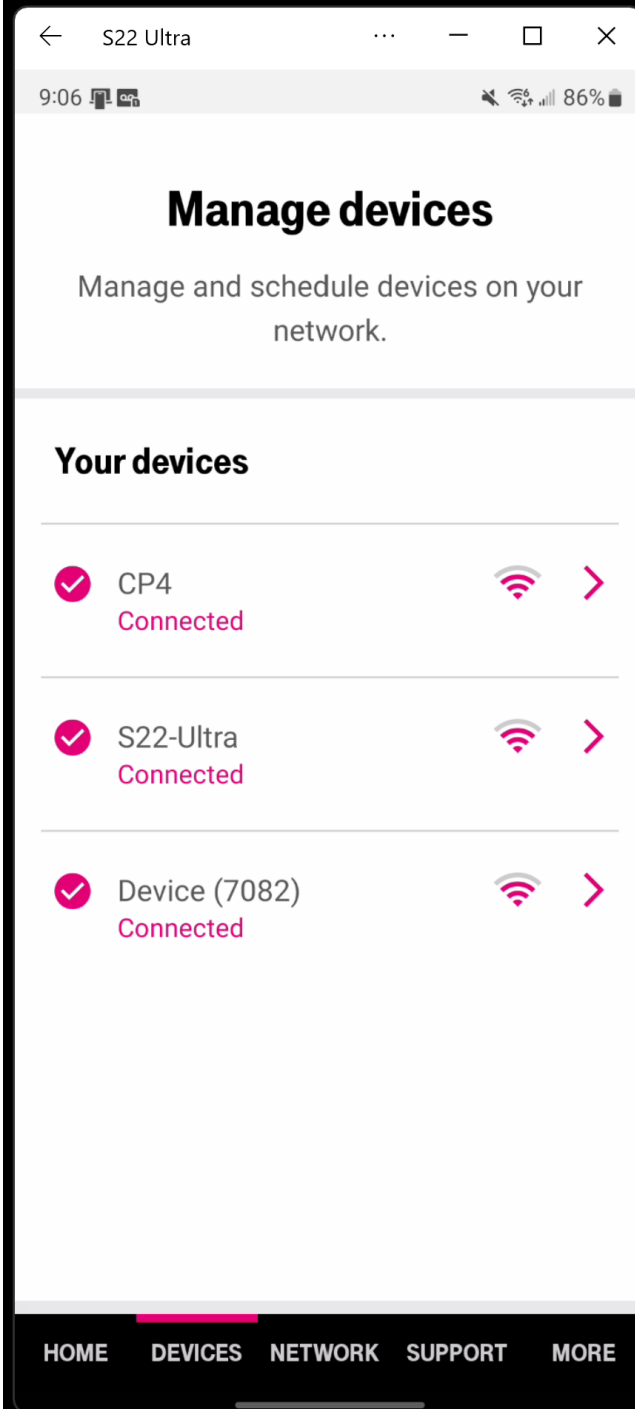 S22 Ultra
9:06 86%
Manage devices
Manage and schedule devices on your
network.
Your devices
CP4
Connected
S22-Ultra
Connected
Device (7082)
Connected
HOME DEVICES NETWORK SUPPORT MORE